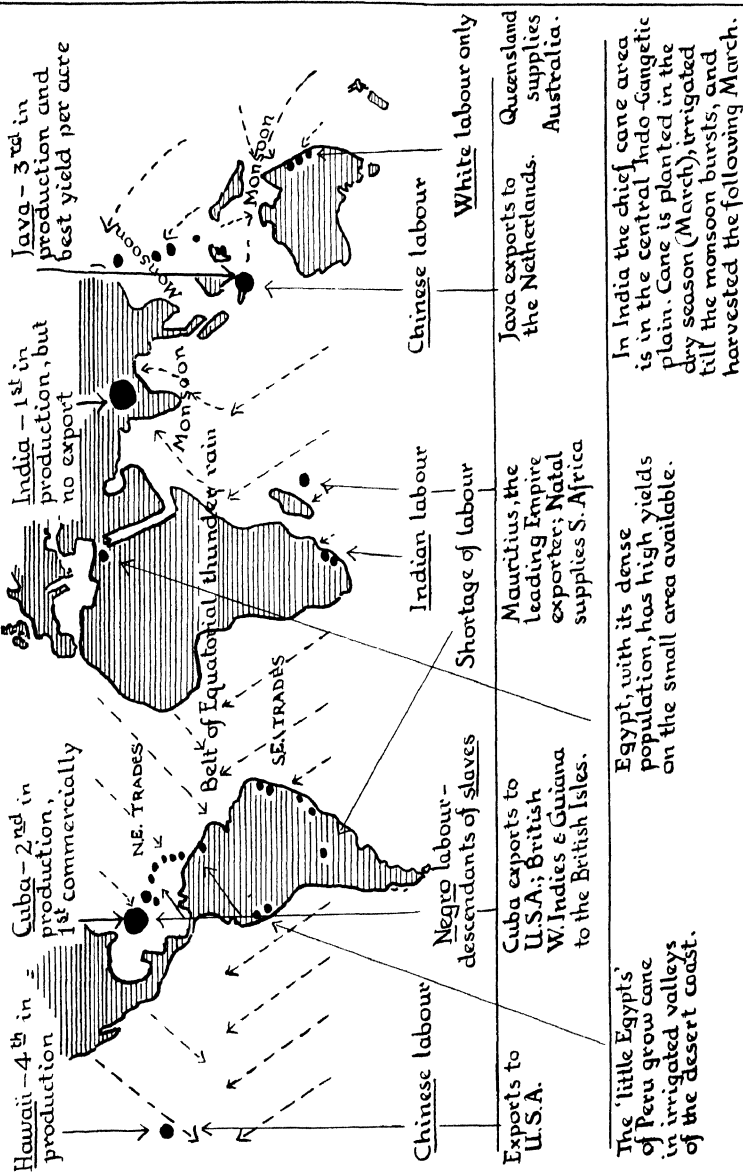 Hawaii–4th in =
production
Cuba–2nd in
production,
1st commercially
India–1st in
production, but
no export
Java–3rd in
production and
best yield per acre
N.E. TRADES
Belt of Equatorial thunder rain
S.E. TRADES
Monsoon
Monsoon
Monsoon
Chinese labour
Negro labour–
descendants of slaves
Shortage of labour
Indian labour
Chinese labour
White labour only
Exports to
U.S.A.
Cuba exports to
U.S.A.; British
W. Indies & Guiana
to the British Isles.
Mauritius, the
leading Empire
exporter; Natal
supplies S. Africa
Java exports to
the Netherlands.
Queensland
supplies
Australia.
The 'little Egypts'
of Peru grow cane
in irrigated valleys
of the desert coast.
Egypt, with its dense
population, has high yields
on the small area available.
In India the chief cane area
is in the central Indo-Gangetic
plain. Cane is planted in the
dry season (March), irrigated
till the monsoon bursts, and
harvested the following March.